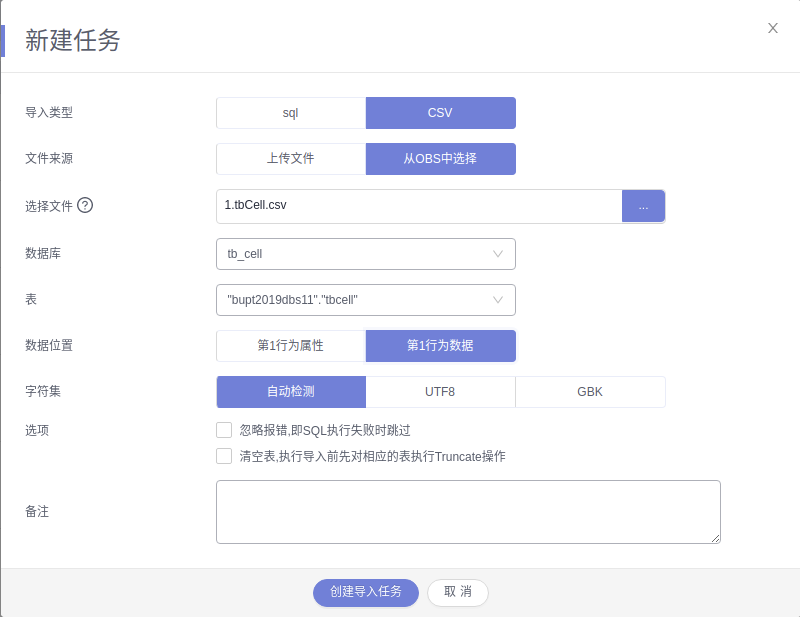 新建任务
导入类型 sql CSV
文件来源 上传文件 从OBS中选择
选择文件 ? 1.tbCell.csv ...
数据库 tb_cell
表 "bupt2019dbs11"."tbcell"
数据位置 第1行为属性 第1行为数据
字符集 自动检测 UTF8 GBK
选项 忽略报错,即SQL执行失败时跳过
清空表,执行导入前先对相应的表执行Truncate操作
备注
创建导入任务 取 消